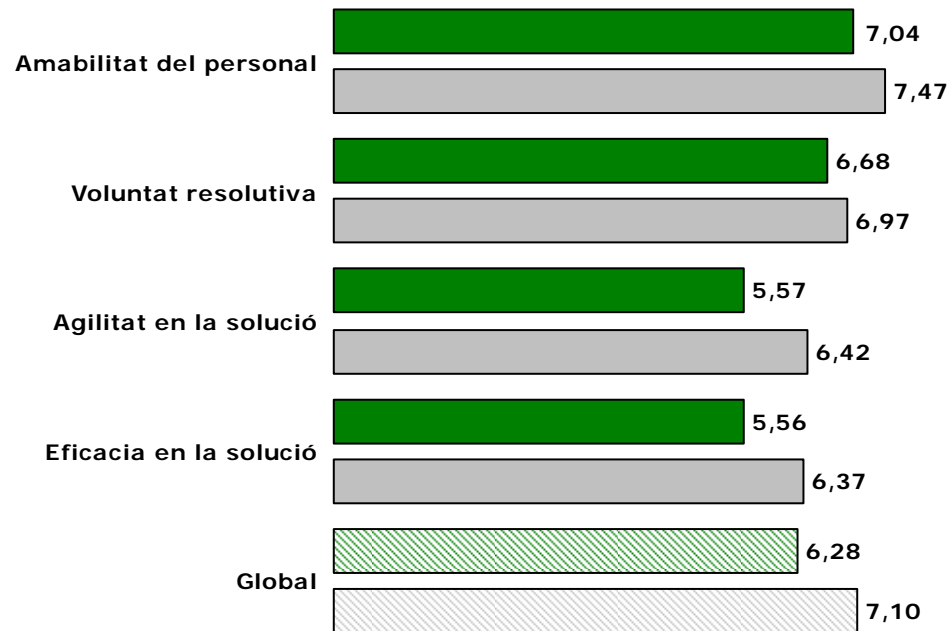 7,04
Amabilitat del personal
7,47
6,68
Voluntat resolutiva
6,97
5,57
Agilitat en la solució
6,42
5,56
Eficacia en la solució
6,37
6,28
Global
7,10